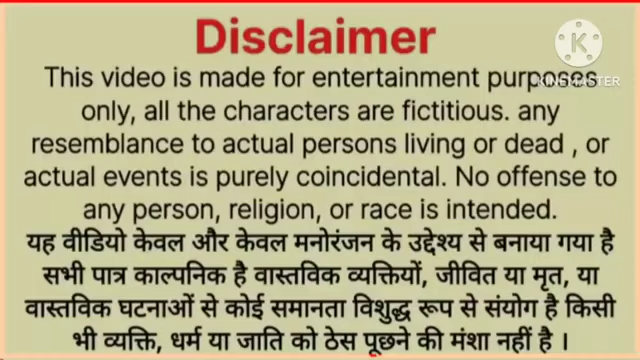 Disclaimer
This video is made for entertainment purposes
only, all the characters are fictitious. any
resemblance to actual persons living or dead , or
actual events is purely coincidental. No offense to
any person, religion, or race is intended.
यह वीडियो केवल और केवल मनोरंजन के उद्देश्य से बनाया गया है
सभी पात्र काल्पनिक है वास्तविक व्यक्तियों, जीवित या मृत, या
वास्तविक घटनाओं से कोई समानता विशुद्ध रूप से संयोग है किसी
भी व्यक्ति, धर्म या जाति को ठेस पूछने की मंशा नहीं है ।
K
KINEMASTER